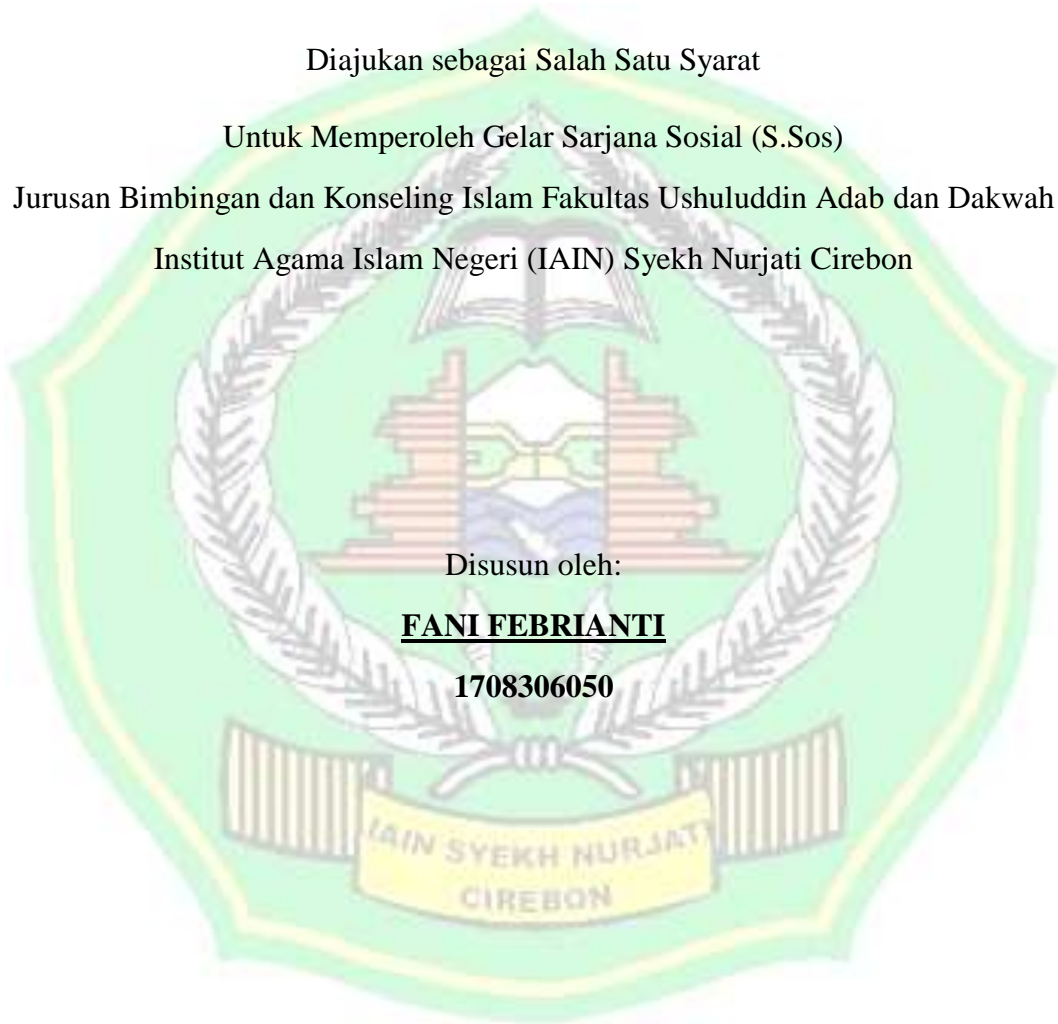 Diajukan sebagai Salah Satu Syarat
Untuk Memperoleh Gelar Sarjana Sosial (S.Sos)
Jurusan Bimbingan dan Konseling Islam Fakultas Ushuluddin Adab dan Dakwah
Institut Agama Islam Negeri (IAIN) Syekh Nurjati Cirebon
Disusun oleh:
FANI FEBRIANTI
1708306050
IAIN SYEKH NURJATI
CIREBON